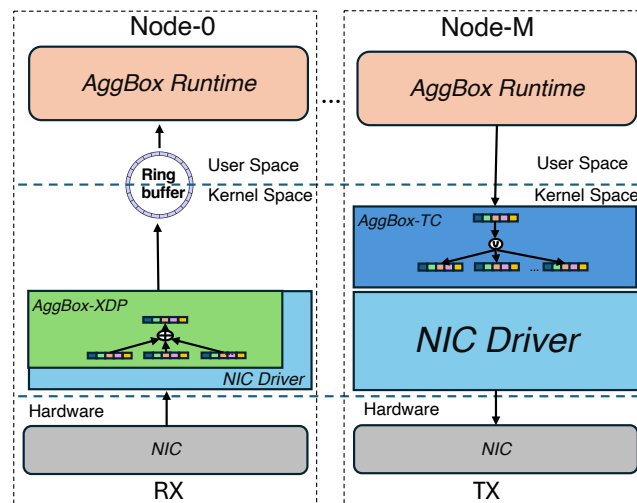 Node-0
AggBox Runtime
Ring
buffer
User Space
Kernel Space
AggBox-XDP
NIC Driver
Hardware
NIC
RX
...
Node-M
AggBox Runtime
User Space
Kernel Space
AggBox-TC
...
NIC Driver
Hardware
NIC
TX